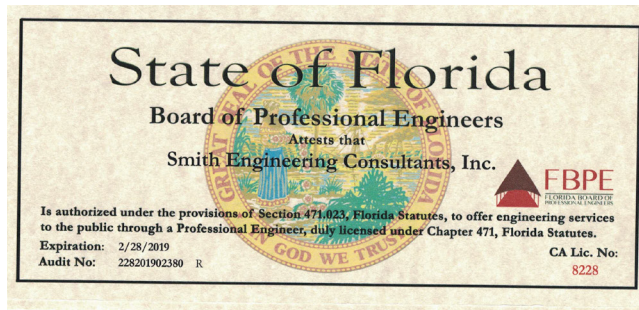 State of Florida
Board of Professional Engineers
Attests that
Smith Engineering Consultants, Inc.
FBPE
FLORIDA BOARD OF
PROFESSIONAL ENGINEERS
Is authorized under the provisions of Section 471.023, Florida Statutes, to offer engineering services
to the public through a Professional Engineer, duly licensed under Chapter 471, Florida Statutes.
Expiration: 2/28/2019
Audit No: 228201902380 R
CA Lic. No:
8228
GREAT SEAL OF THE STATE OF FLORIDA
IN GOD WE TRUST